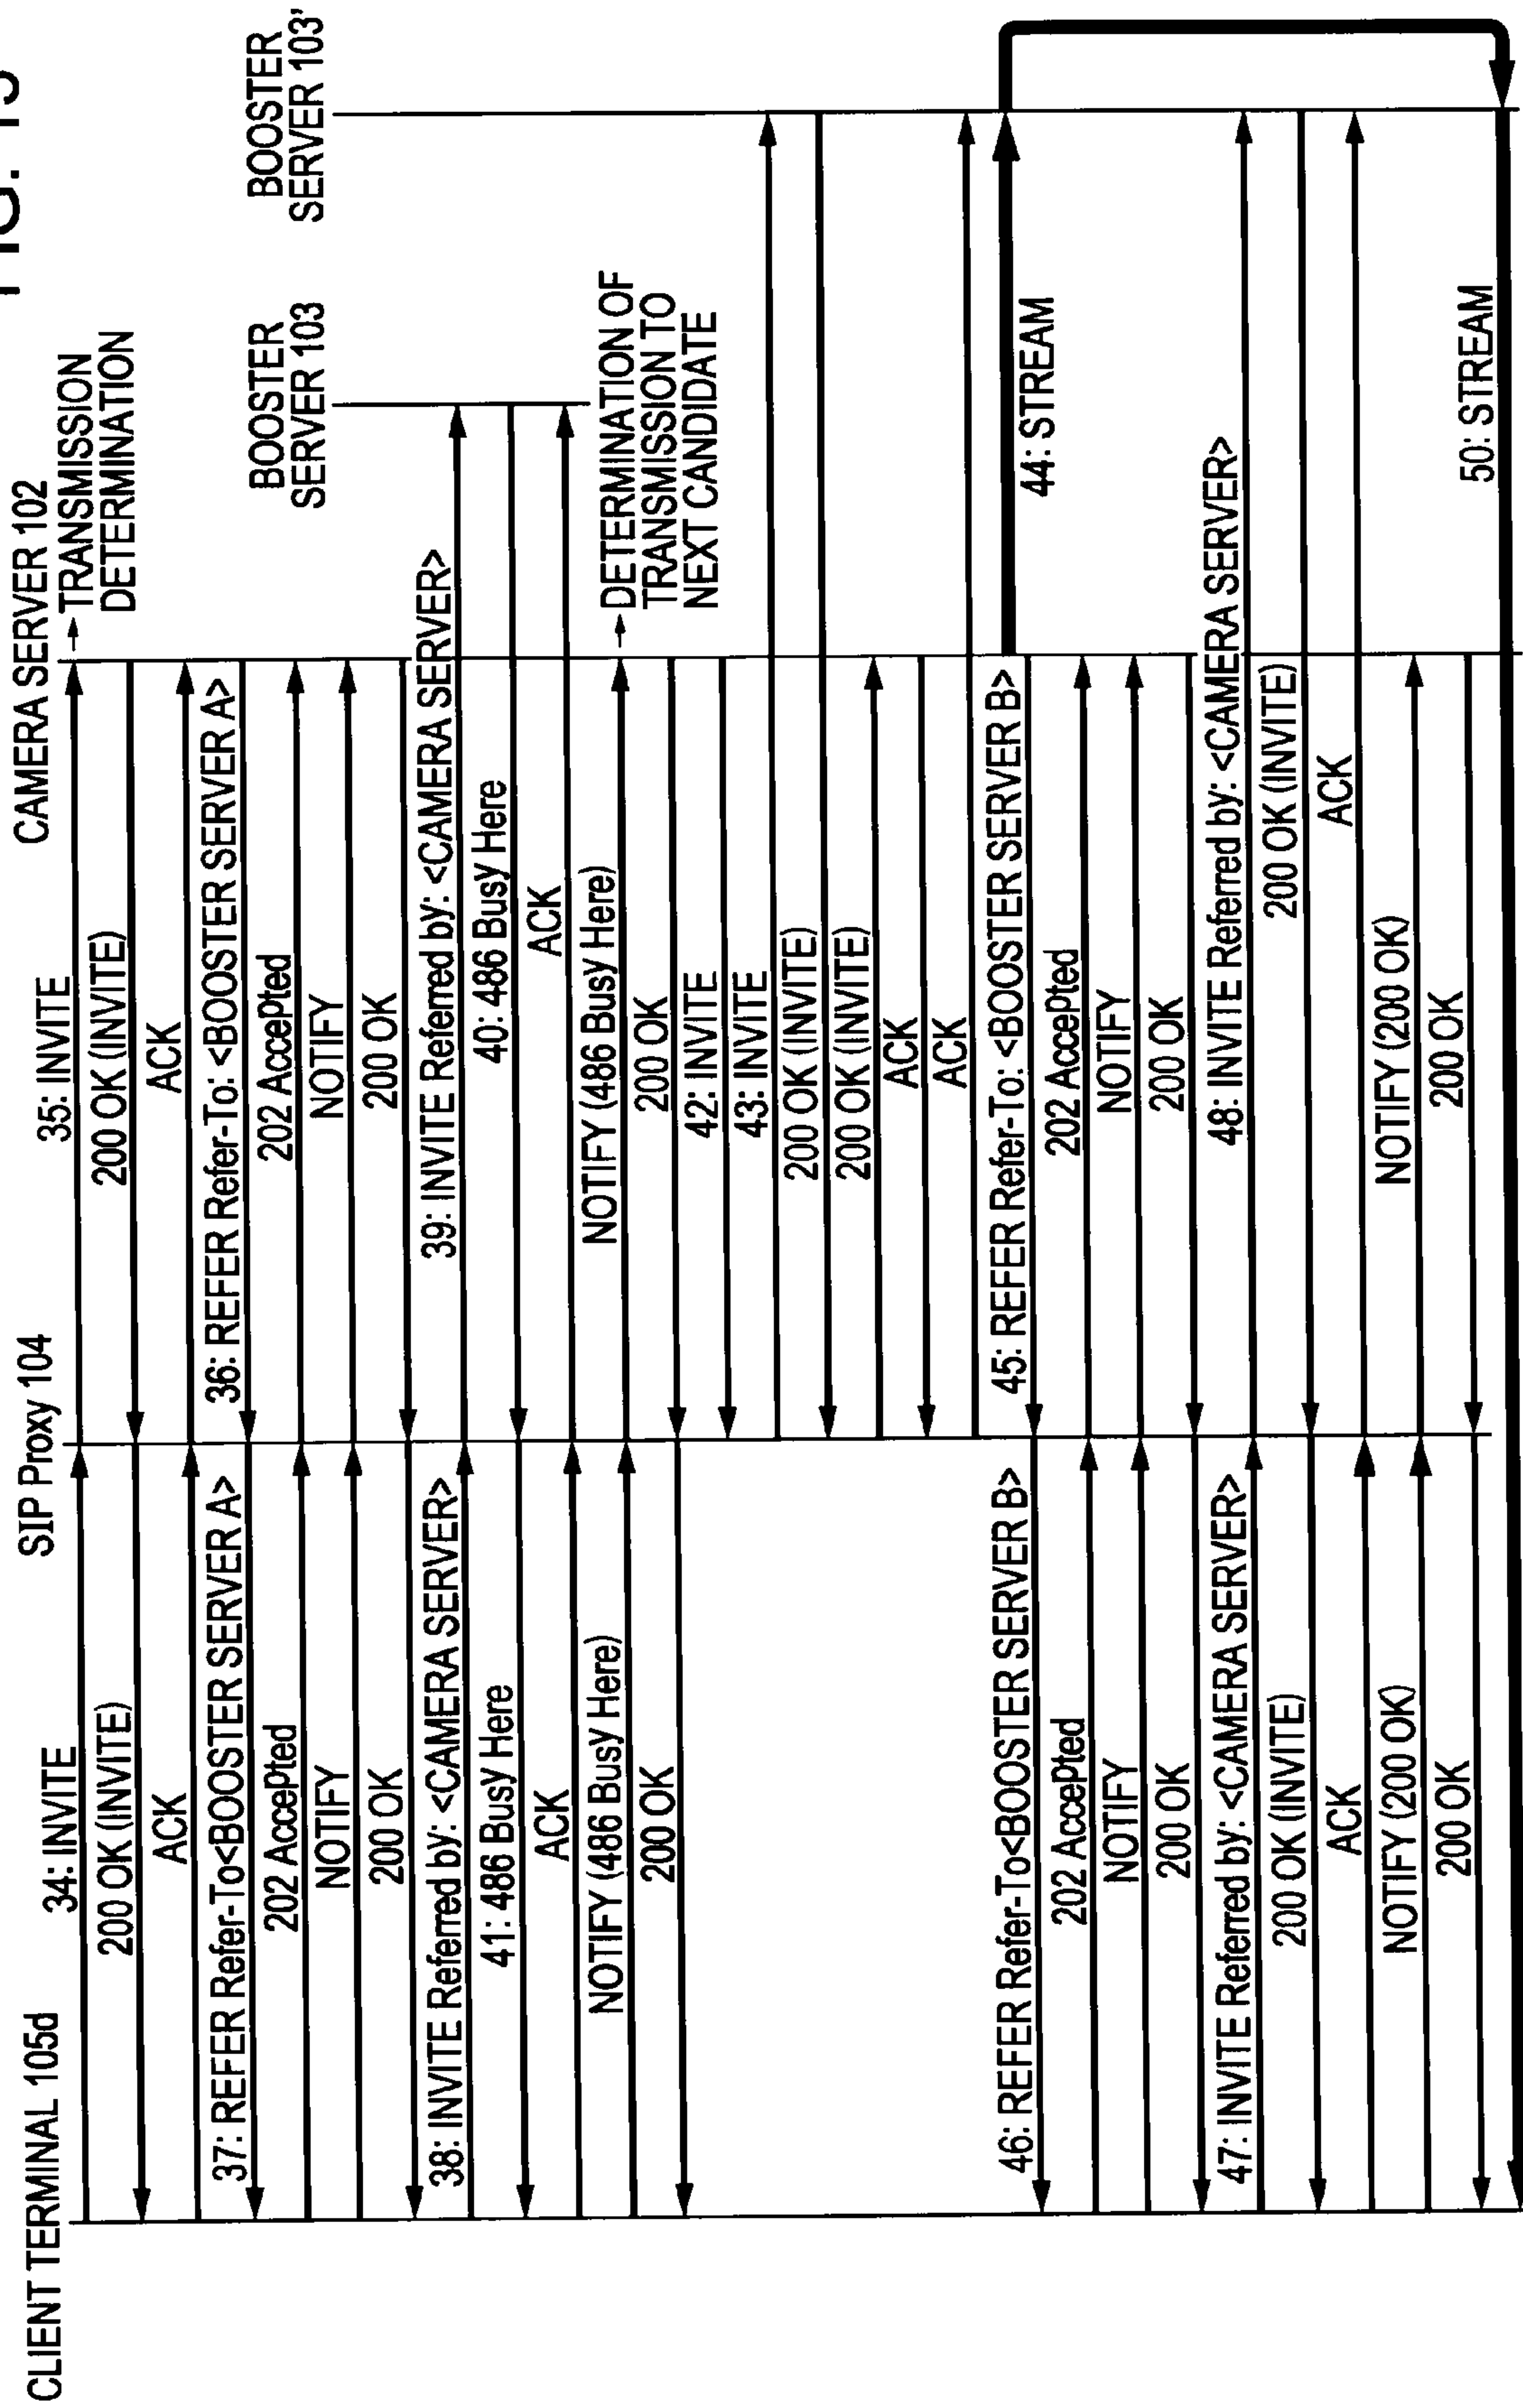 FIG.
CLIENT TERMINAL 105d
SIP Proxy 104
CAMERA SERVER 102
34: INVITE
35: INVITE
TRANSMISSION
DETERMINATION
200 OK (INVITE)
200 OK (INVITE)
ACK
ACK
37: REFER Refer-To<BOOSTER SERVER A>
36: REFER Refer-To: <BOOSTER SERVER A>
BOOSTER
SERVER 103
BOOSTER
SERVER 103'
202 Accepted
202 Accepted
NOTIFY
NOTIFY
200 OK
200 OK
38: INVITE Referred by: <CAMERA SERVER>
39: INVITE Referred by: <CAMERA SERVER>
41: 486 Busy Here
40: 486 Busy Here
ACK
ACK
NOTIFY (486 Busy Here)
NOTIFY (486 Busy Here)
DETERMINATION OF
TRANSMISSION TO
NEXT CANDIDATE
200 OK
200 OK
42: INVITE
43: INVITE
200 OK (INVITE)
200 OK (INVITE)
ACK
ACK
46: REFER Refer-To<BOOSTER SERVER B>
45: REFER Refer-To: <BOOSTER SERVER B>
44: STREAM
202 Accepted
202 Accepted
NOTIFY
NOTIFY
200 OK
200 OK
47: INVITE Referred by: <CAMERA SERVER>
48: INVITE Referred by: <CAMERA SERVER>
200 OK (INVITE)
200 OK (INVITE)
ACK
ACK
NOTIFY (200 OK)
NOTIFY (200 OK)
200 OK
200 OK
50: STREAM